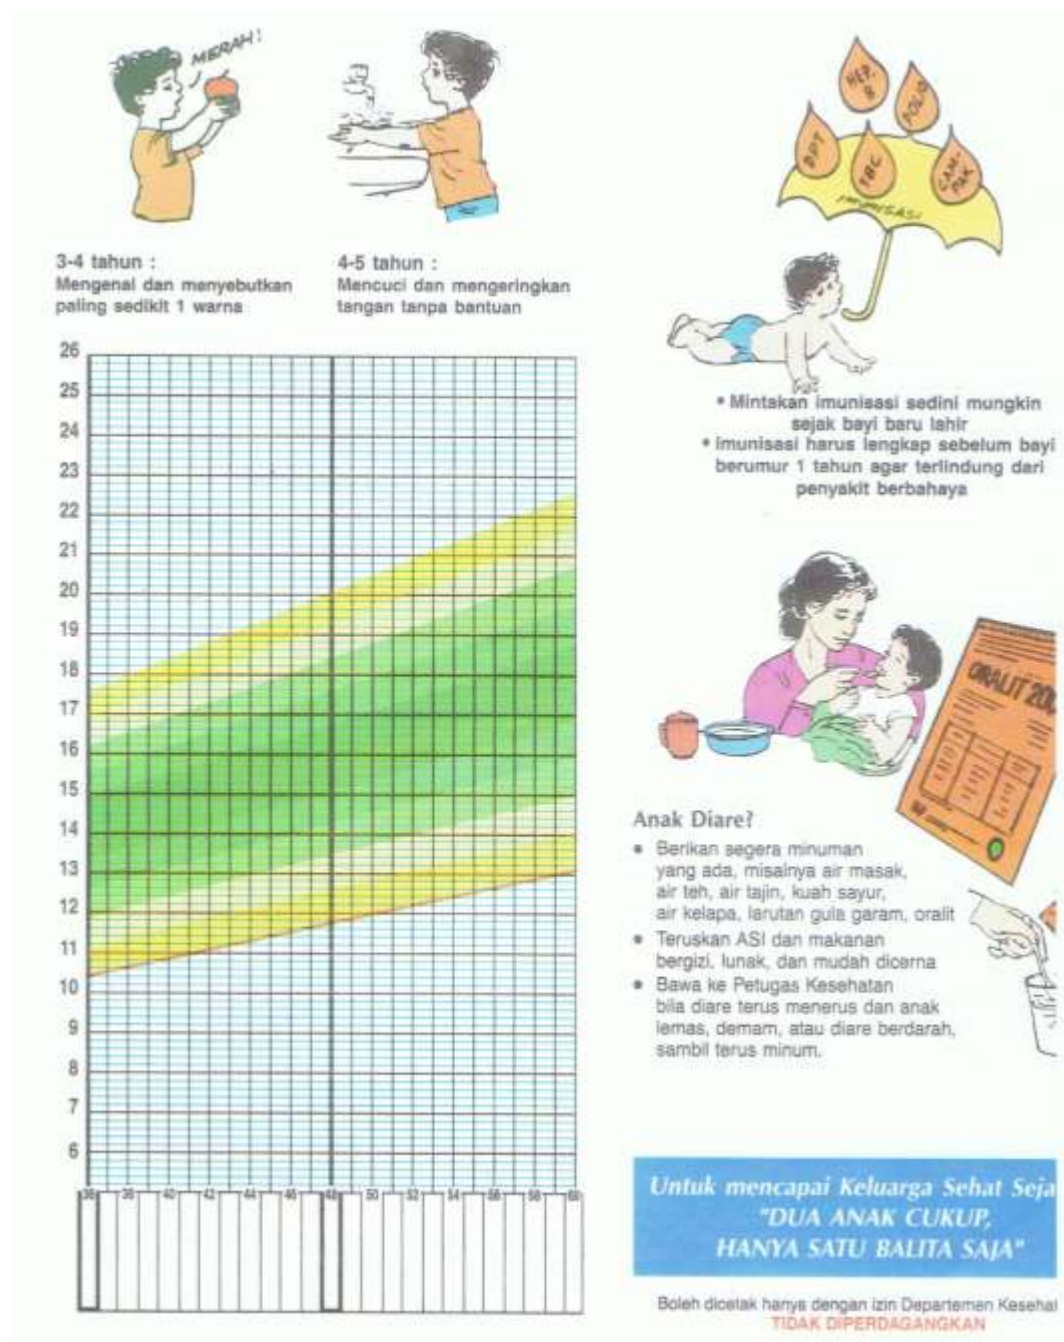 MERAH!
3-4 tahun :
Mengenal dan menyebutkan
paling sedikit 1 warna
4-5 tahun :
Mencuci dan mengeringkan
tangan tanpa bantuan
HEP.
B
POLIO
DPT
TBC
CAM-
PAK
IMUNISASI
* Mintakan imunisasi sedini mungkin
sejak bayi baru lahir
* Imunisasi harus lengkap sebelum bayi
berumur 1 tahun agar terlindung dari
penyakit berbahaya
26
25
24
23
22
21
20
19
18
17
16
15
14
13
12
11
10
9
8
7
6
36 38 40 42 44 46 48 50 52 54 56 58 60
ORALIT 200
Anak Diare?
• Berikan segera minuman
yang ada, misalnya air masak,
air teh, air tajin, kuah sayur,
air kelapa, larutan gula garam, oralit
• Teruskan ASI dan makanan
bergizi, lunak, dan mudah dicerna
• Bawa ke Petugas Kesehatan
bila diare terus menerus dan anak
lemas, demam, atau diare berdarah,
sambil terus minum.
Untuk mencapai Keluarga Sehat Seja
"DUA ANAK CUKUP,
HANYA SATU BALITA SAJA"
Boleh dicetak hanya dengan izin Departemen Kesehat
TIDAK DIPERDAGANGKAN